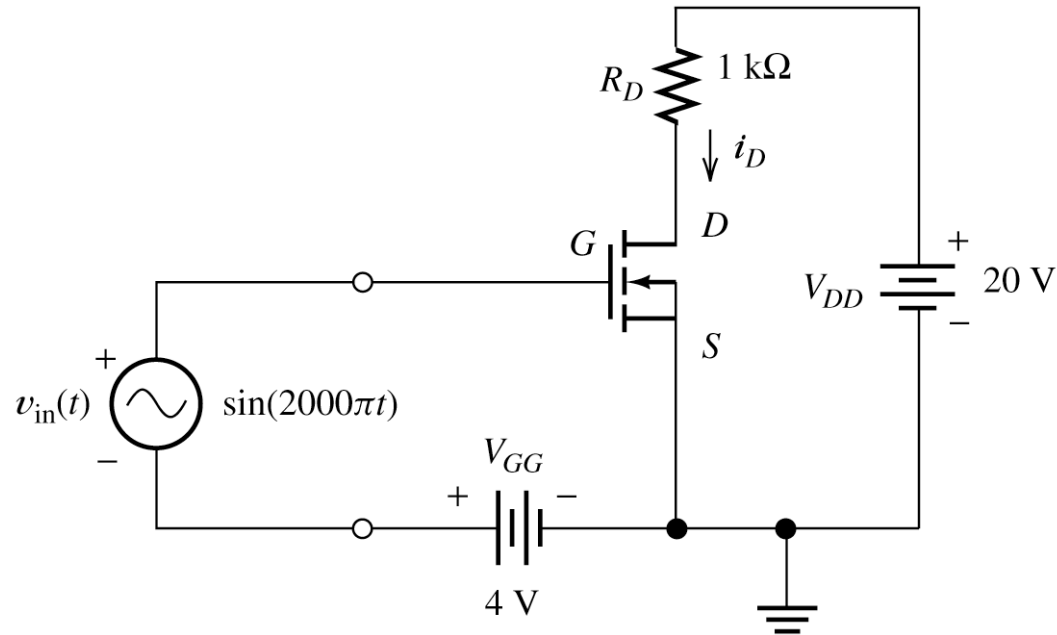 R_D
1 kΩ
i_D
D
G
+
V_DD
20 V
−
S
+
v_in(t)
sin(2000πt)
−
V_GG
+
−
4 V